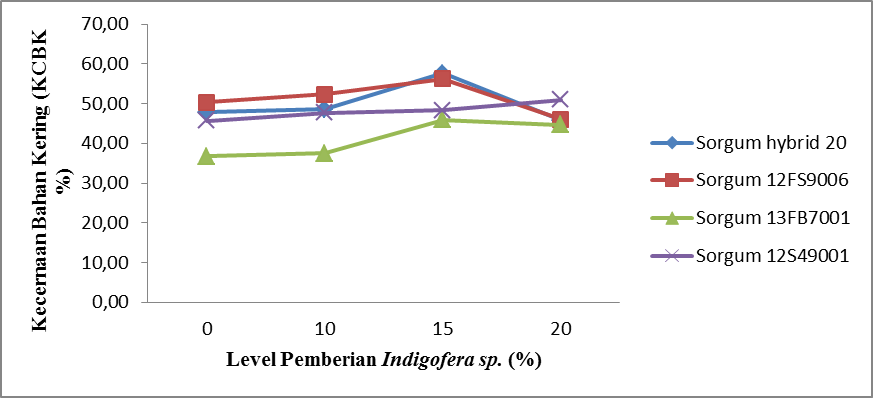 70,00
60,00
50,00
40,00
30,00
20,00
10,00
0,00
Kecernaan Bahan Kering (KCBK
%)
0 10 15 20
Level Pemberian Indigofera sp. (%)
Sorgum hybrid 20
Sorgum 12FS9006
Sorgum 13FB7001
Sorgum 12S49001